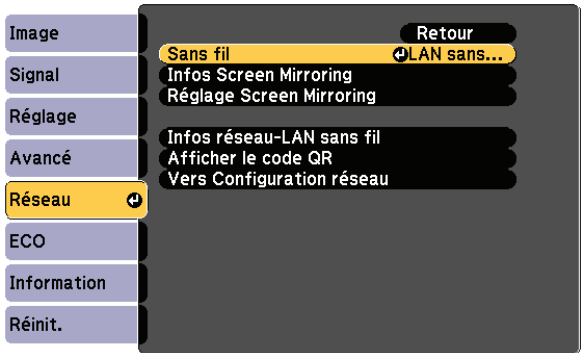 Image
Signal
Réglage
Avancé
Réseau
ECO
Information
Réinit.
Retour
Sans fil LAN sans...
Infos Screen Mirroring
Réglage Screen Mirroring
Infos réseau-LAN sans fil
Afficher le code QR
Vers Configuration réseau